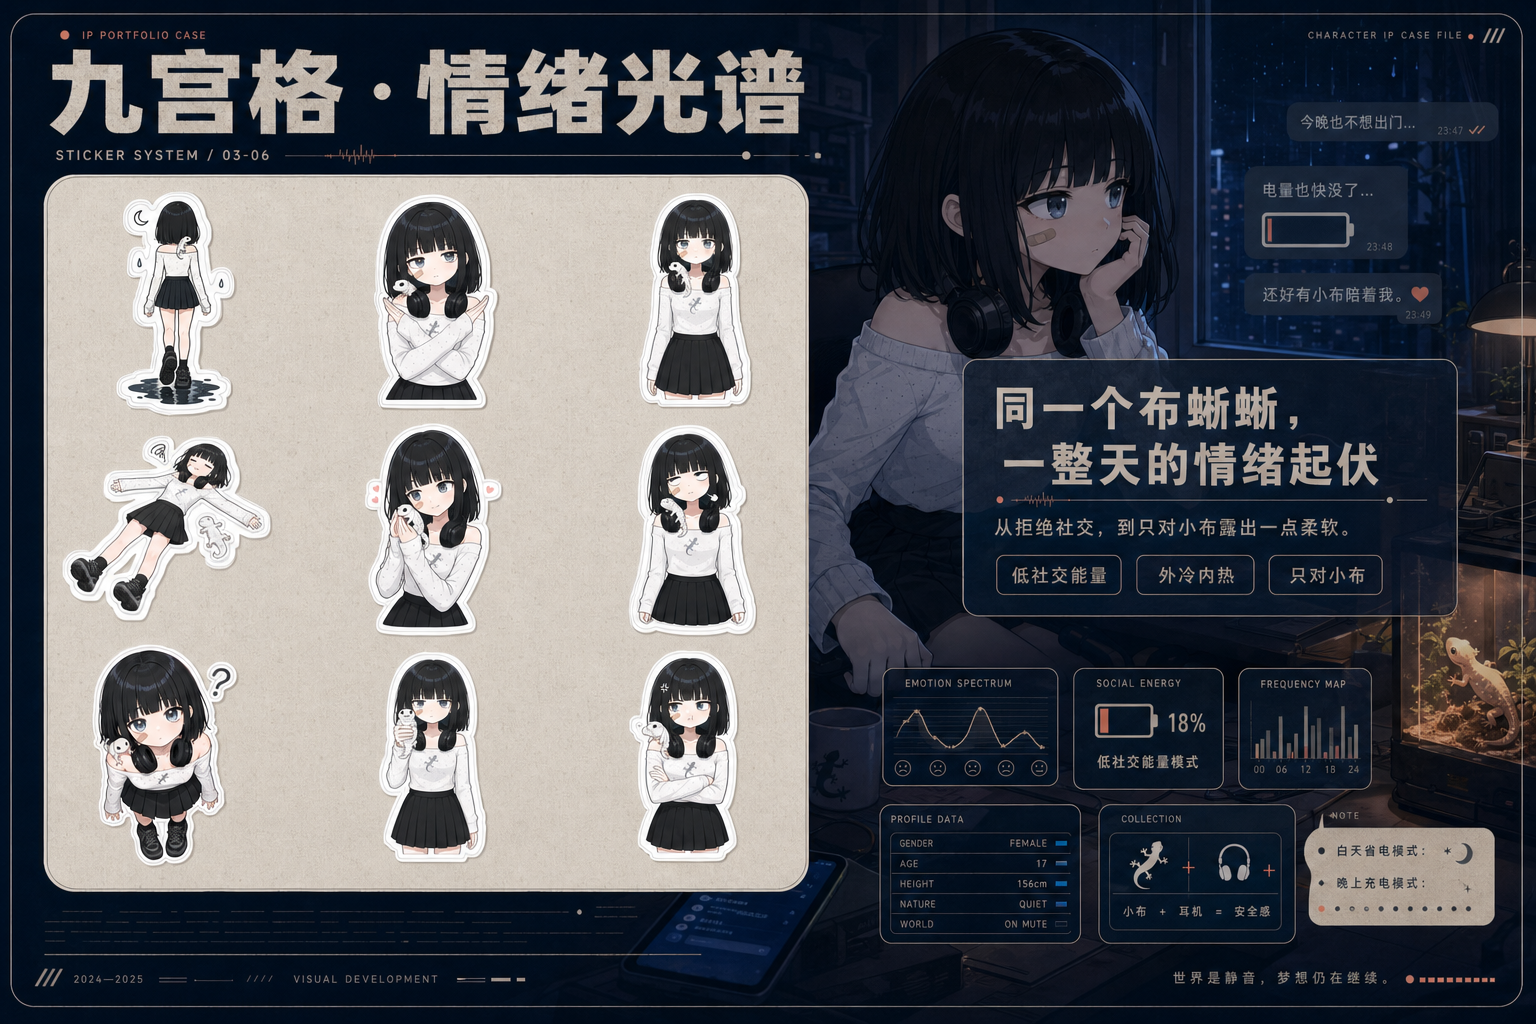 IP PORTFOLIO CASE
九宫格·情绪光谱
STICKER SYSTEM / 03-06
CHARACTER IP CASE FILE
今晚也不想出门... 23:47
电量也快没了...
23:48
还好有小布陪着我。
23:49
同一个布蜥蜥，
一整天的情绪起伏
从拒绝社交，到只对小布露出一点柔软。
低社交能量 外冷内热 只对小布
?
EMOTION SPECTRUM
SOCIAL ENERGY
18%
低社交能量模式
FREQUENCY MAP
00 06 12 18 24
PROFILE DATA
GENDER FEMALE
AGE 17
HEIGHT 156cm
NATURE QUIET
WORLD ON MUTE
COLLECTION
小布 + 耳机 = 安全感
NOTE
白天省电模式：
晚上充电模式：
2024—2025
VISUAL DEVELOPMENT
世界是静音，梦想仍在继续。